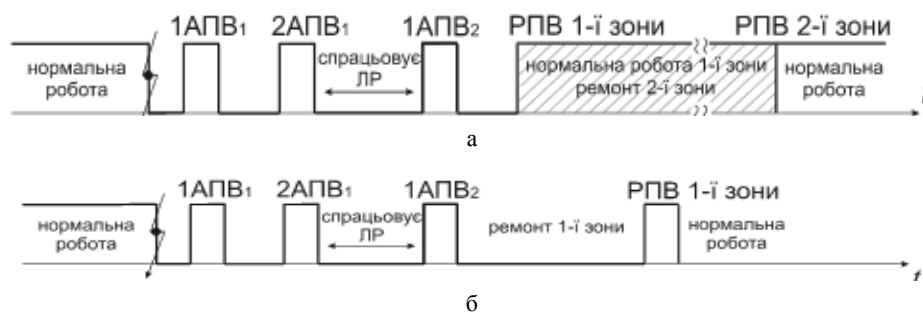 1АПВ1 2АПВ1 1АПВ2 РПВ 1-ї зони РПВ 2-ї зони
нормальна робота
спрацьовує ЛР
нормальна робота 1-ї зони
ремонт 2-ї зони
нормальна робота
а
1АПВ1 2АПВ1 1АПВ2 РПВ 1-ї зони
нормальна робота
спрацьовує ЛР
ремонт 1-ї зони
нормальна робота
t
б